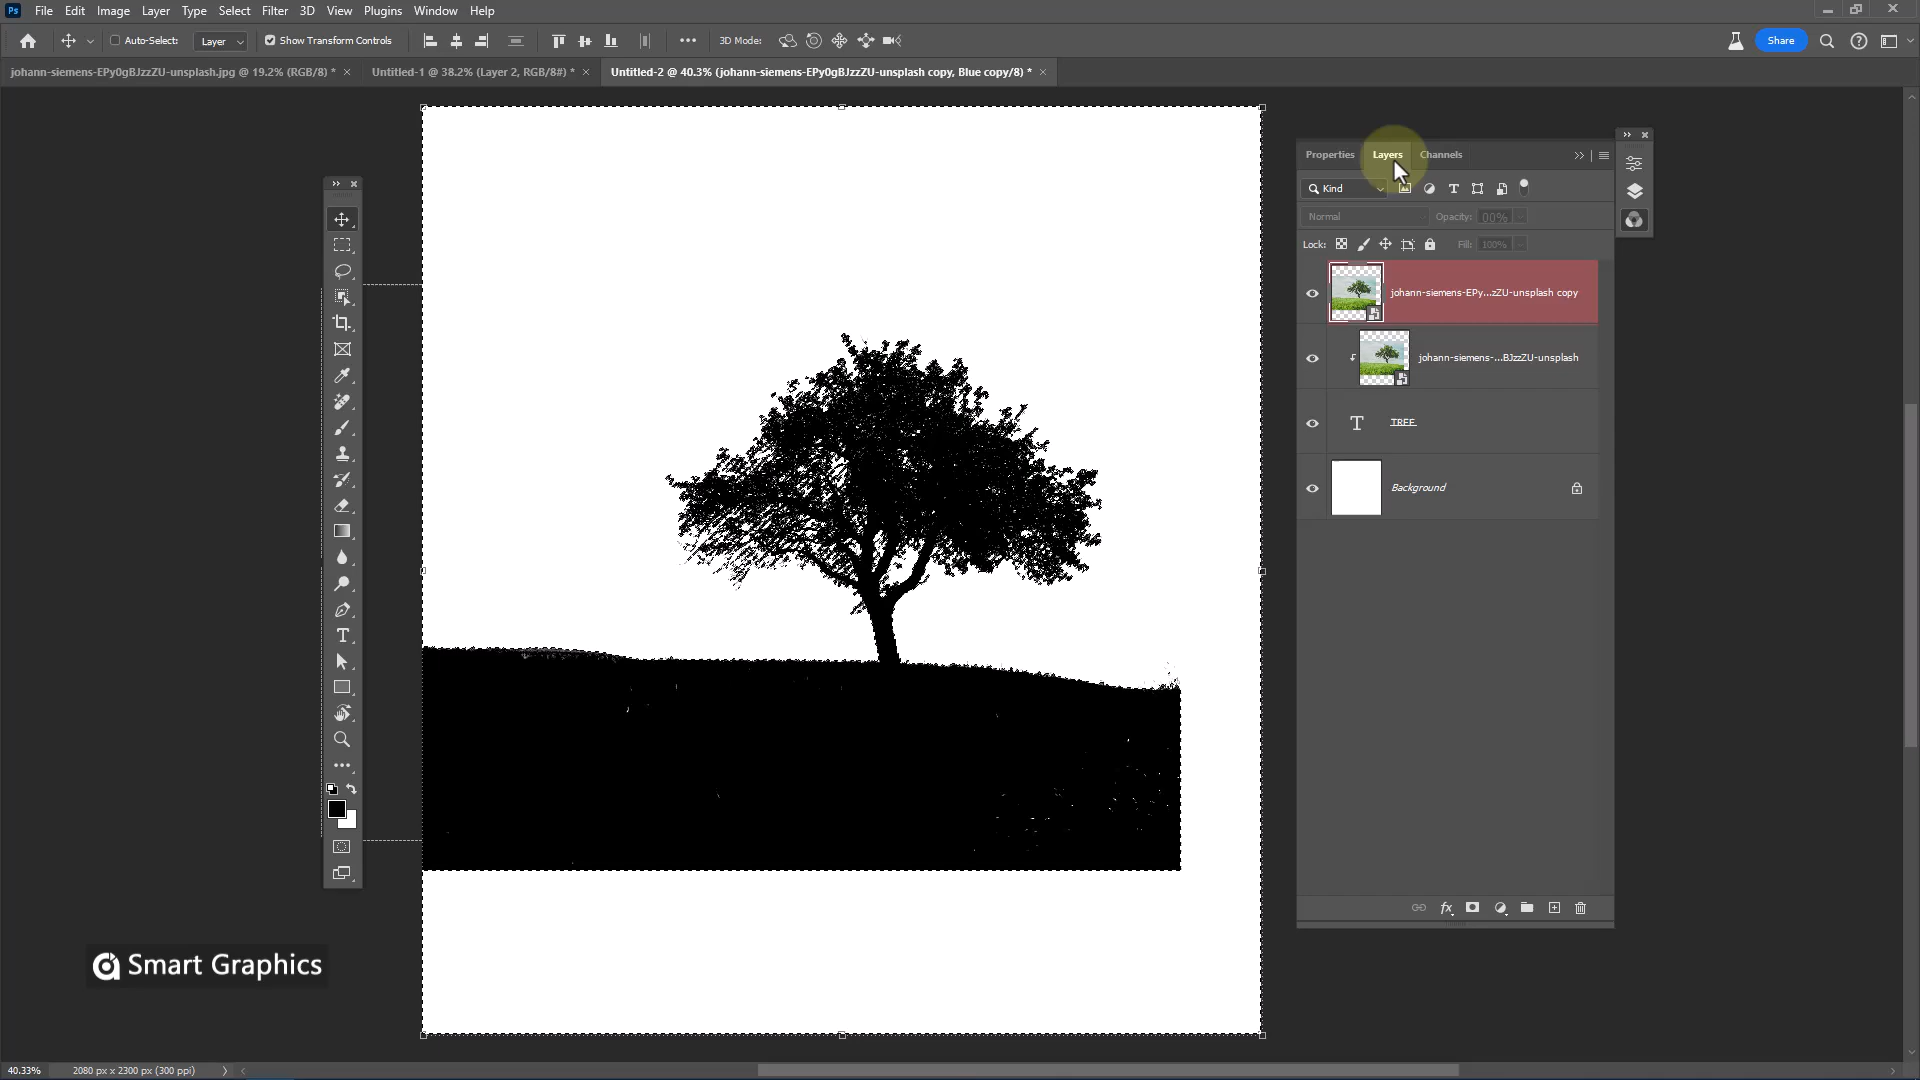 Ps File Edit Image Layer Type Select Filter 3D View Plugins Window Help
Auto-Select: Layer Show Transform Controls 3D Mode: Share
johann-siemens-EPy0gBJzzZU-unsplash.jpg @ 19.2% (RGB/8) * Untitled-1 @ 38.2% (Layer 2, RGB/8#) * Untitled-2 @ 40.3% (johann-siemens-EPy0gBJzzZU-unsplash copy, Blue copy/8) *
Properties Layers Channels
Kind
Normal Opacity: 00%
Lock: Fill: 100%
johann-siemens-EPy...zZU-unsplash copy
johann-siemens-...BJzzZU-unsplash
TREE
Background
Smart Graphics
40.33% 2080 px x 2300 px (300 ppi)